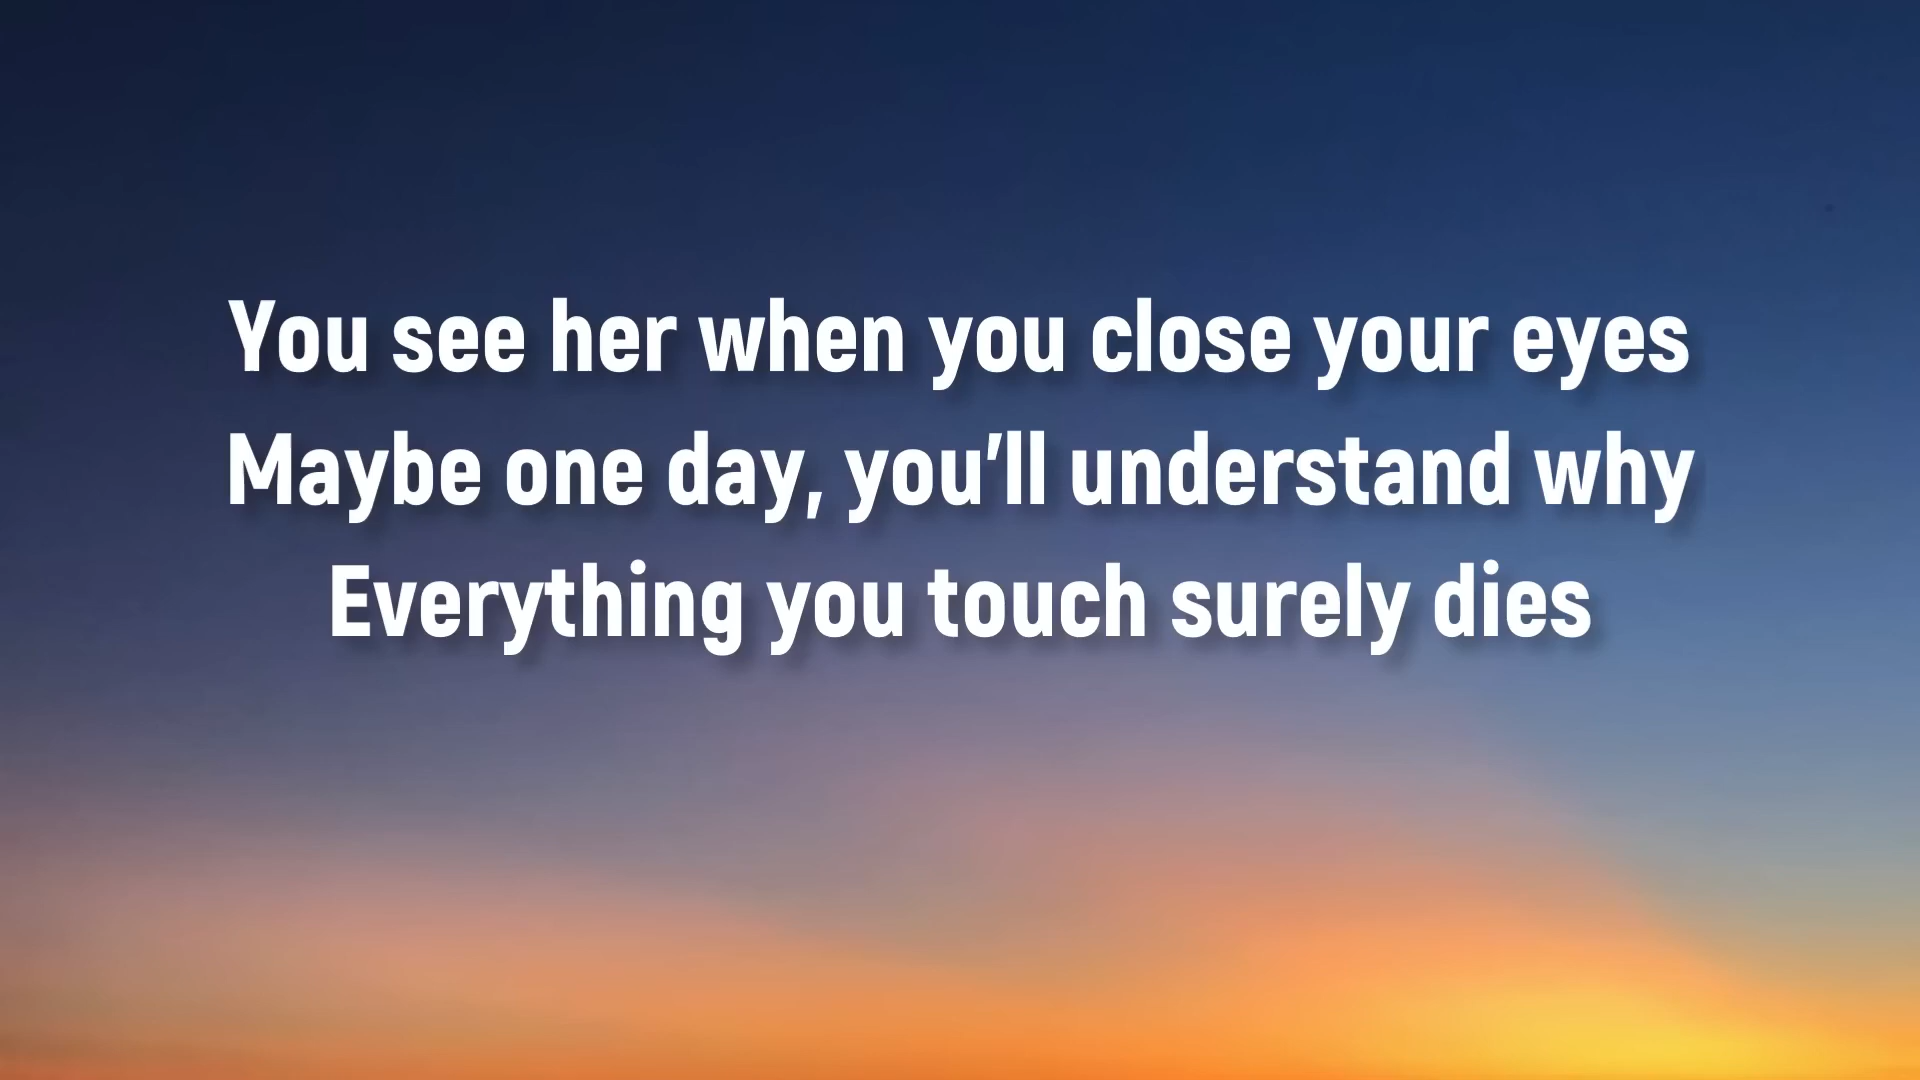 You see her when you close your eyes
Maybe one day, you’ll understand why
Everything you touch surely dies